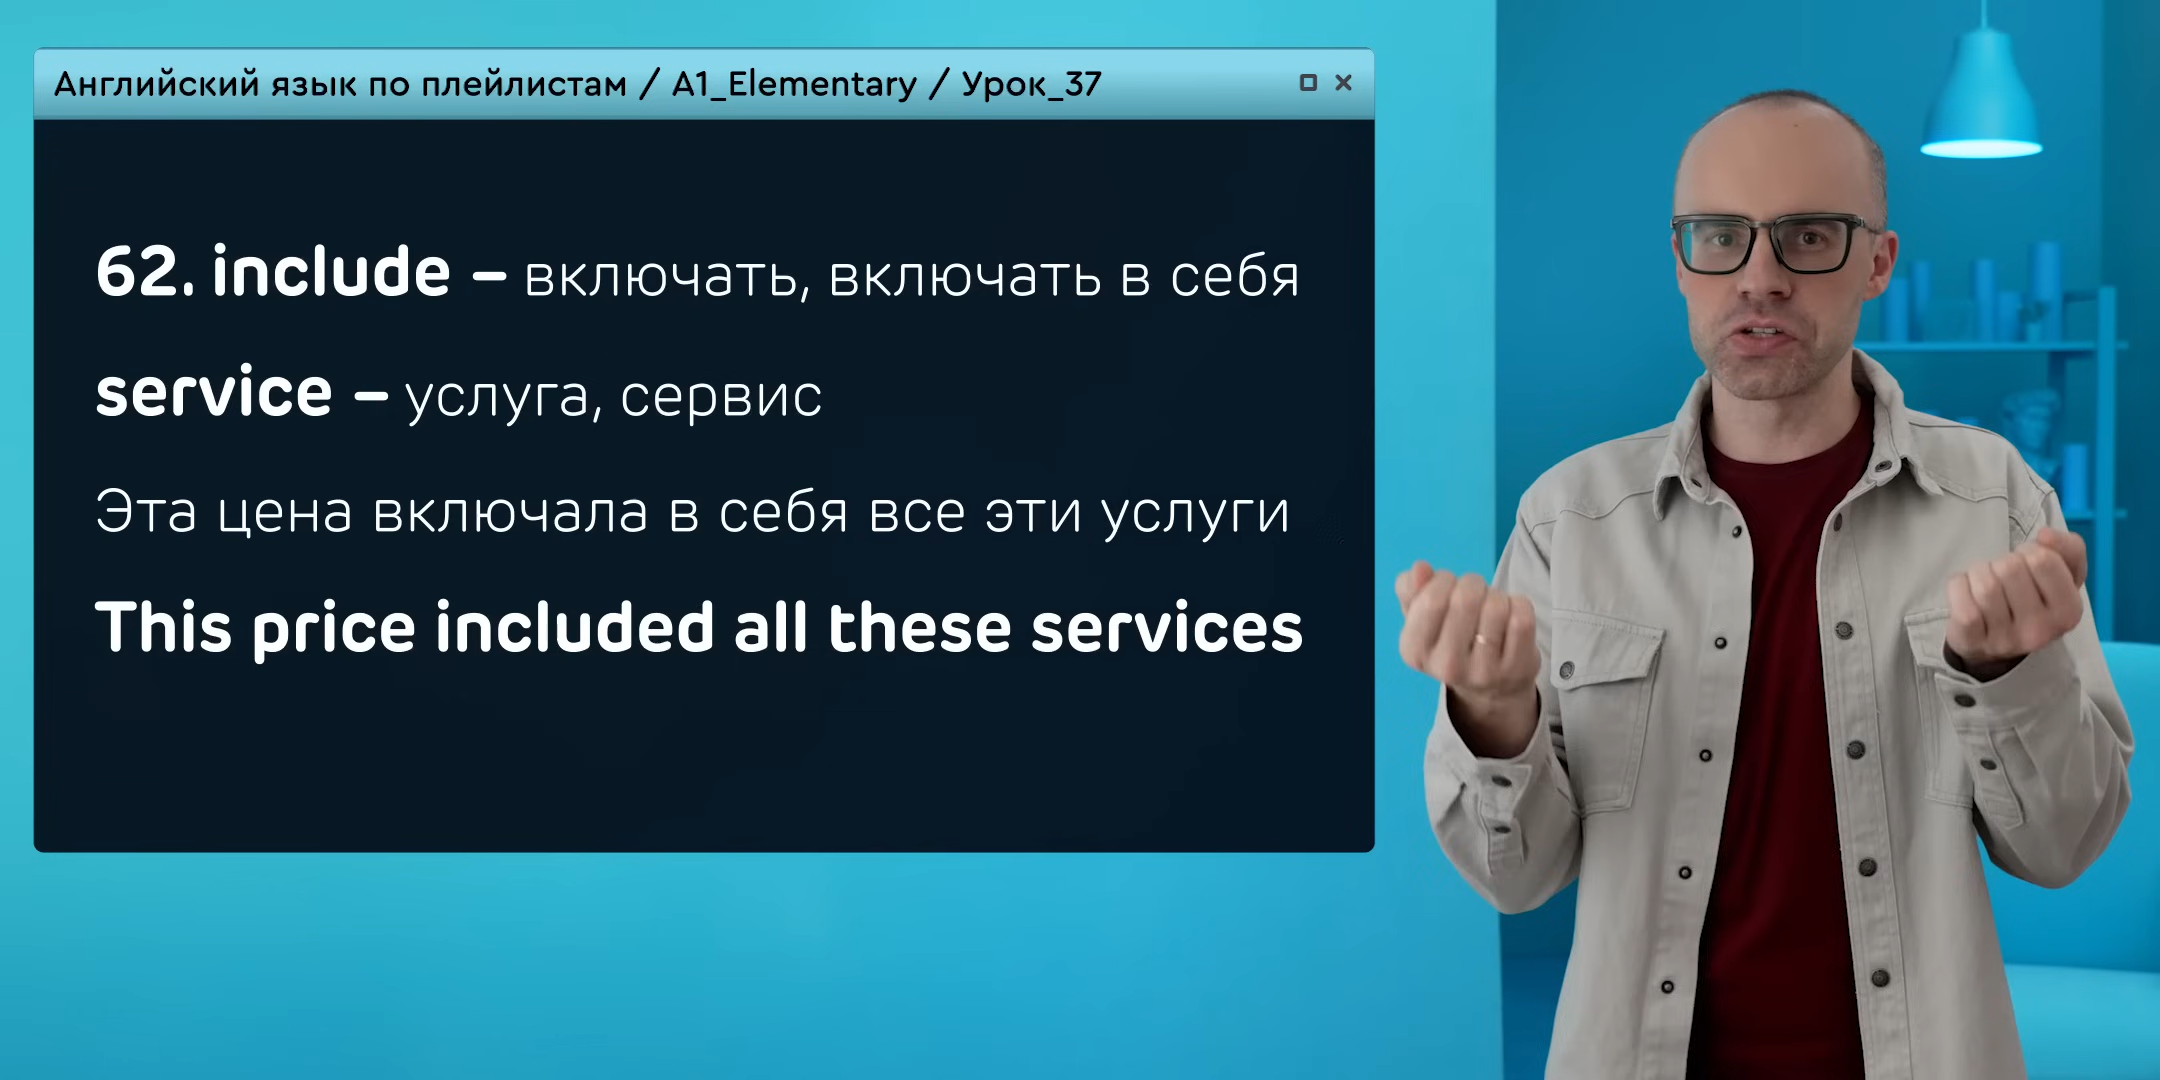 Английский язык по плейлистам / A1_Elementary / Урок_37
62. include – включать, включать в себя
service – услуга, сервис
Эта цена включала в себя все эти услуги
This price included all these services